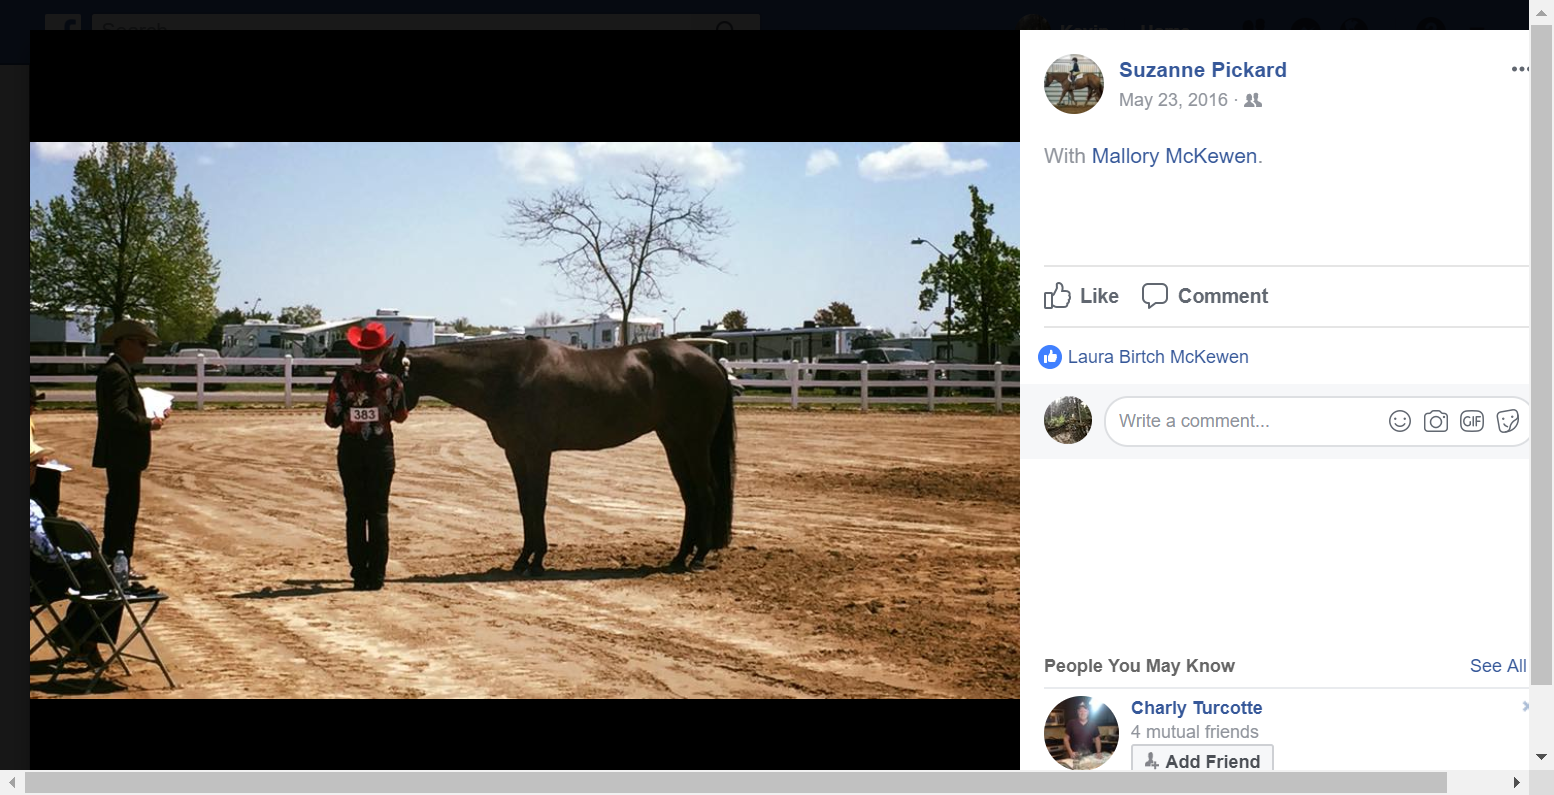 Search
Suzanne Pickard
May 23, 2016 ·
With Mallory McKewen.
383
Like Comment
Laura Birtch McKewen
Write a comment...
GIF
People You May Know
See All
Charly Turcotte
4 mutual friends
Add Friend